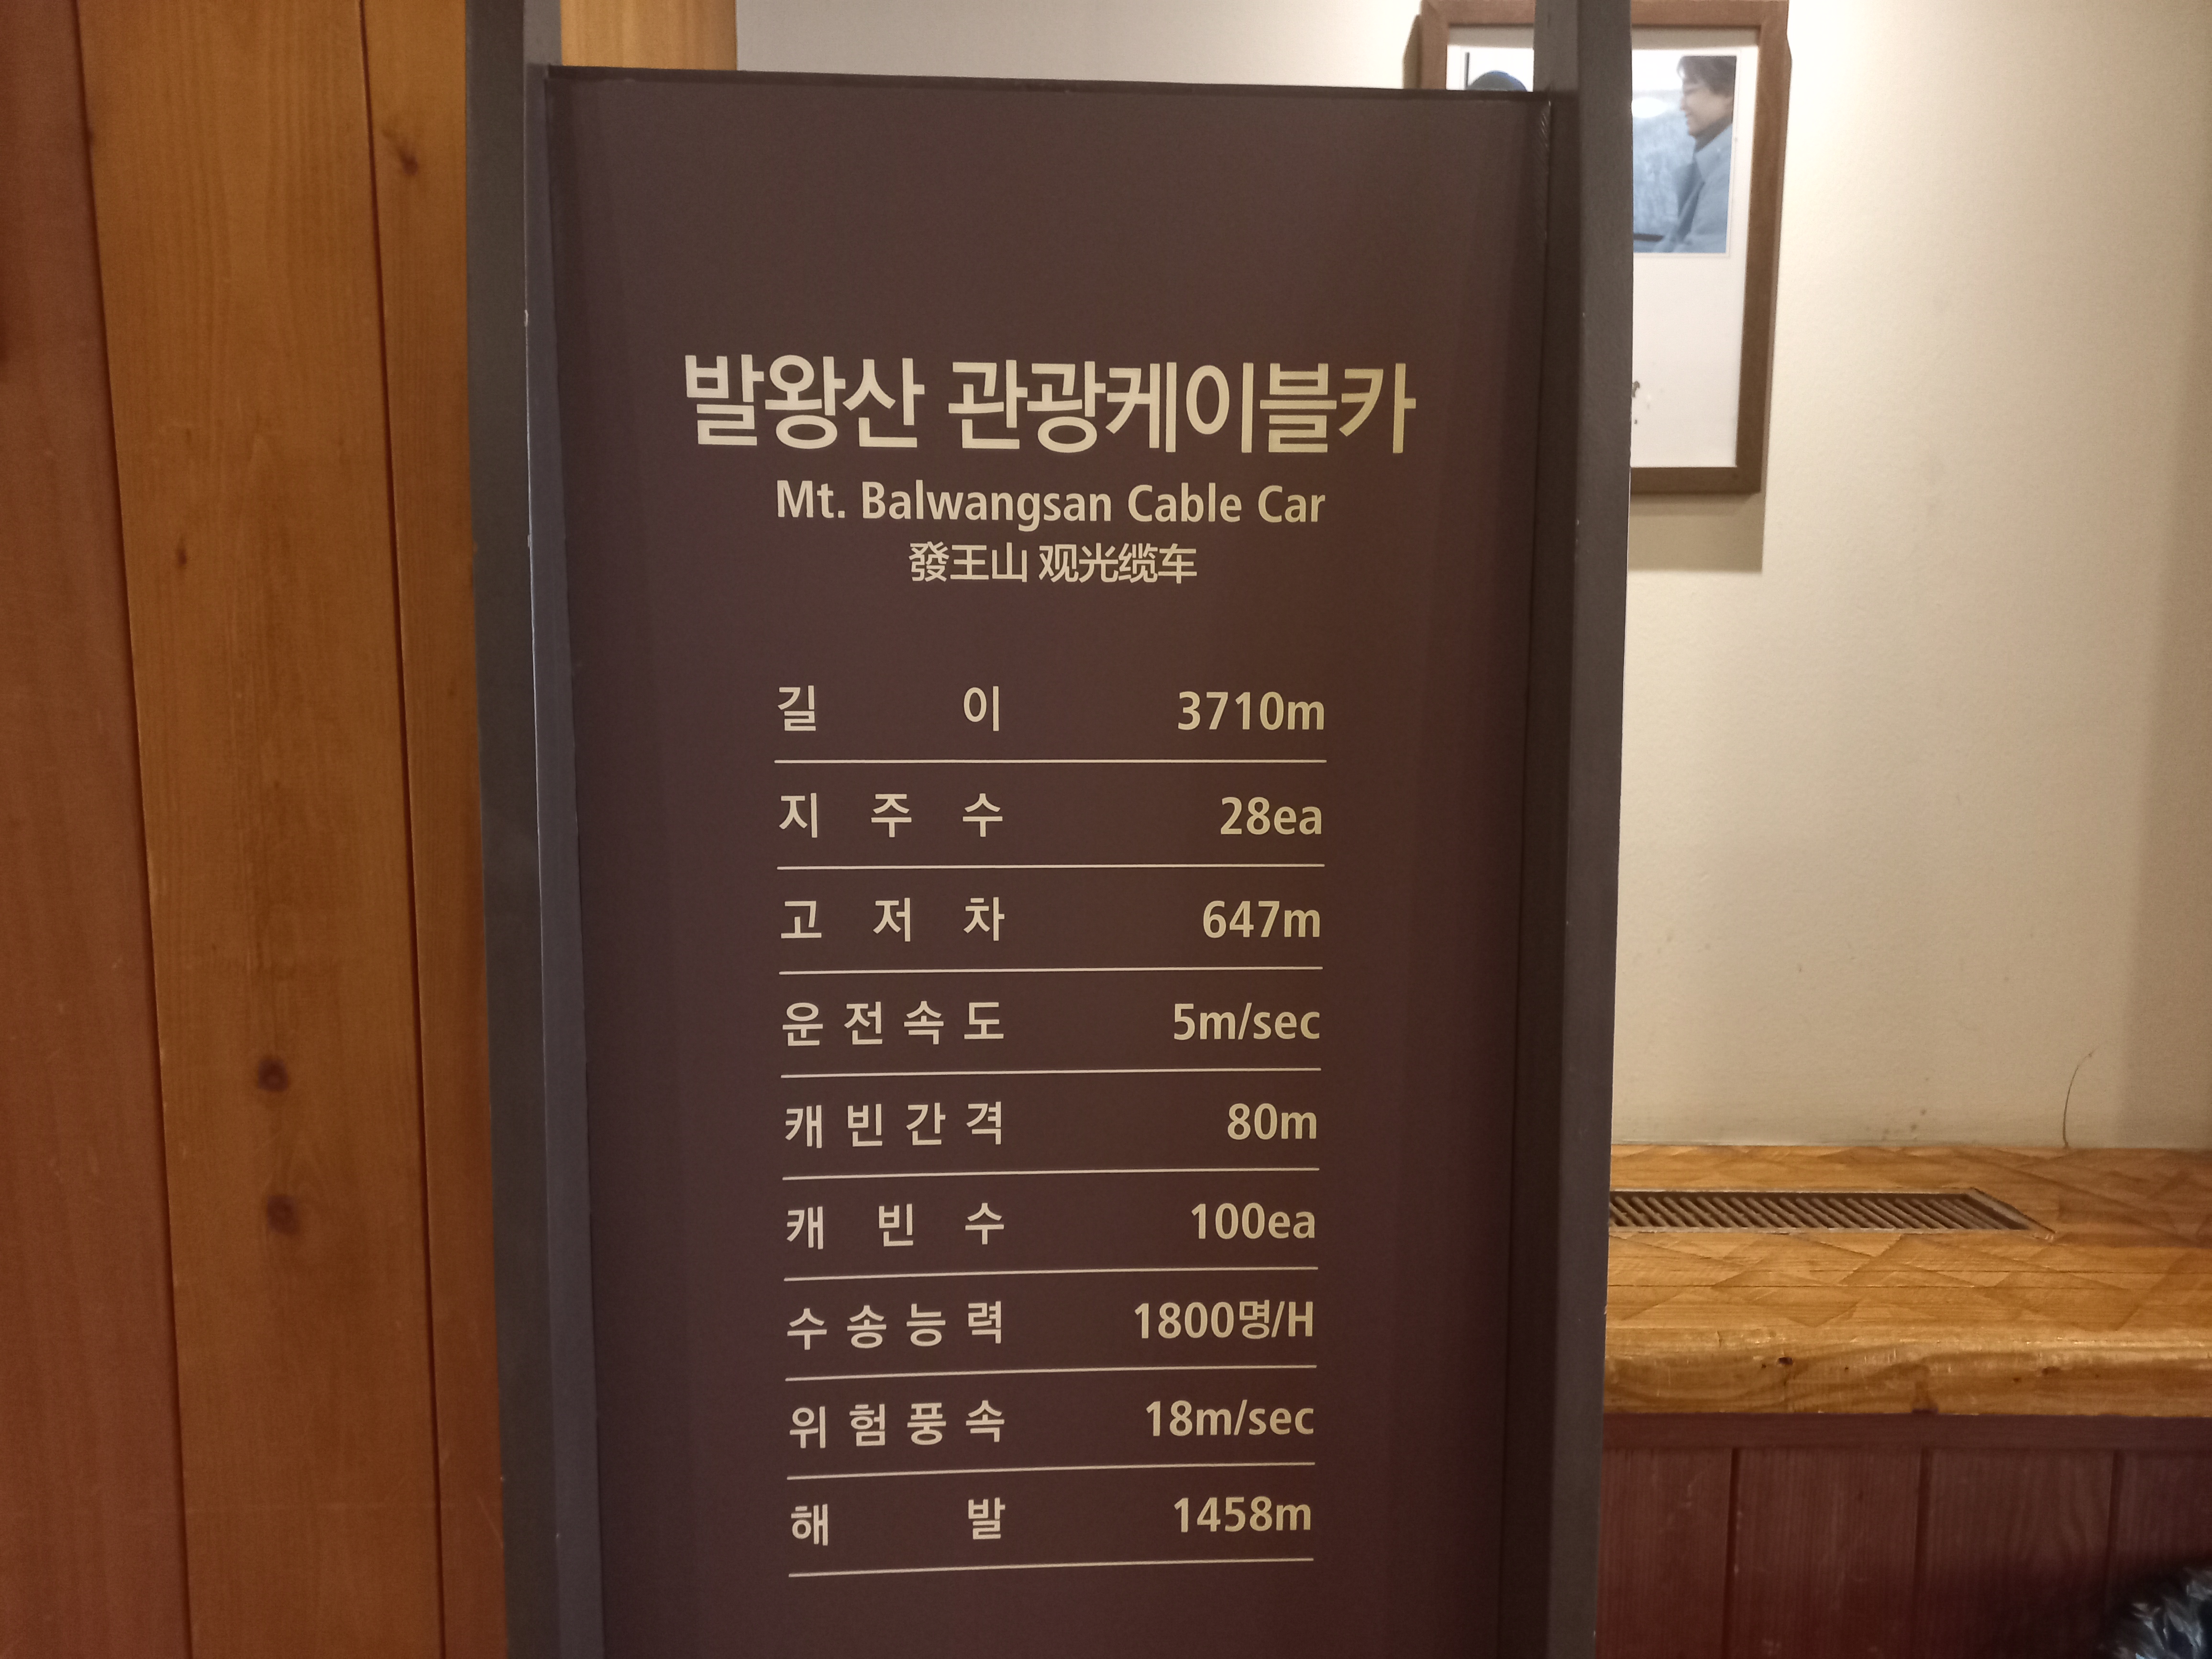 발왕산 관광케이블카
Mt. Balwangsan Cable Car
發王山 观光缆车
길 이 3710m
지 주 수 28ea
고 저 차 647m
운 전 속 도 5m/sec
캐 빈 간 격 80m
캐 빈 수 100ea
수 송 능 력 1800명/H
위 험 풍 속 18m/sec
해 발 1458m